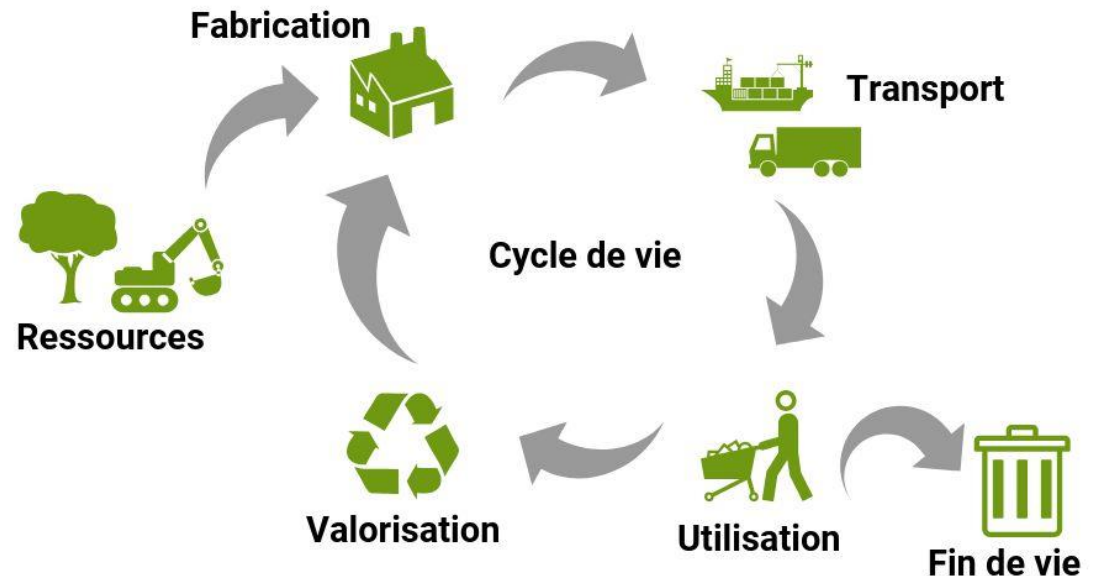 Fabrication
Transport
Cycle de vie
Ressources
Valorisation
Utilisation
Fin de vie